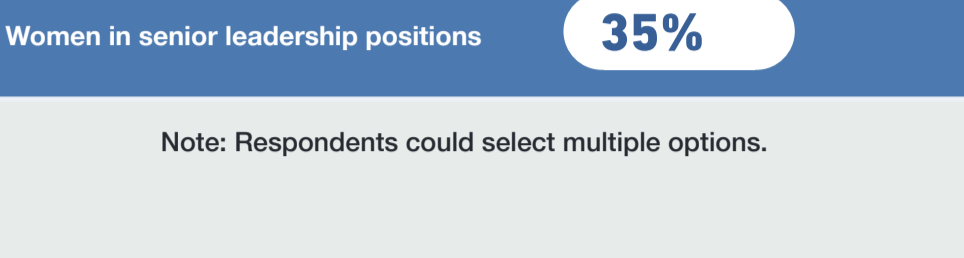 Women in senior leadership positions 35%
Note: Respondents could select multiple options.